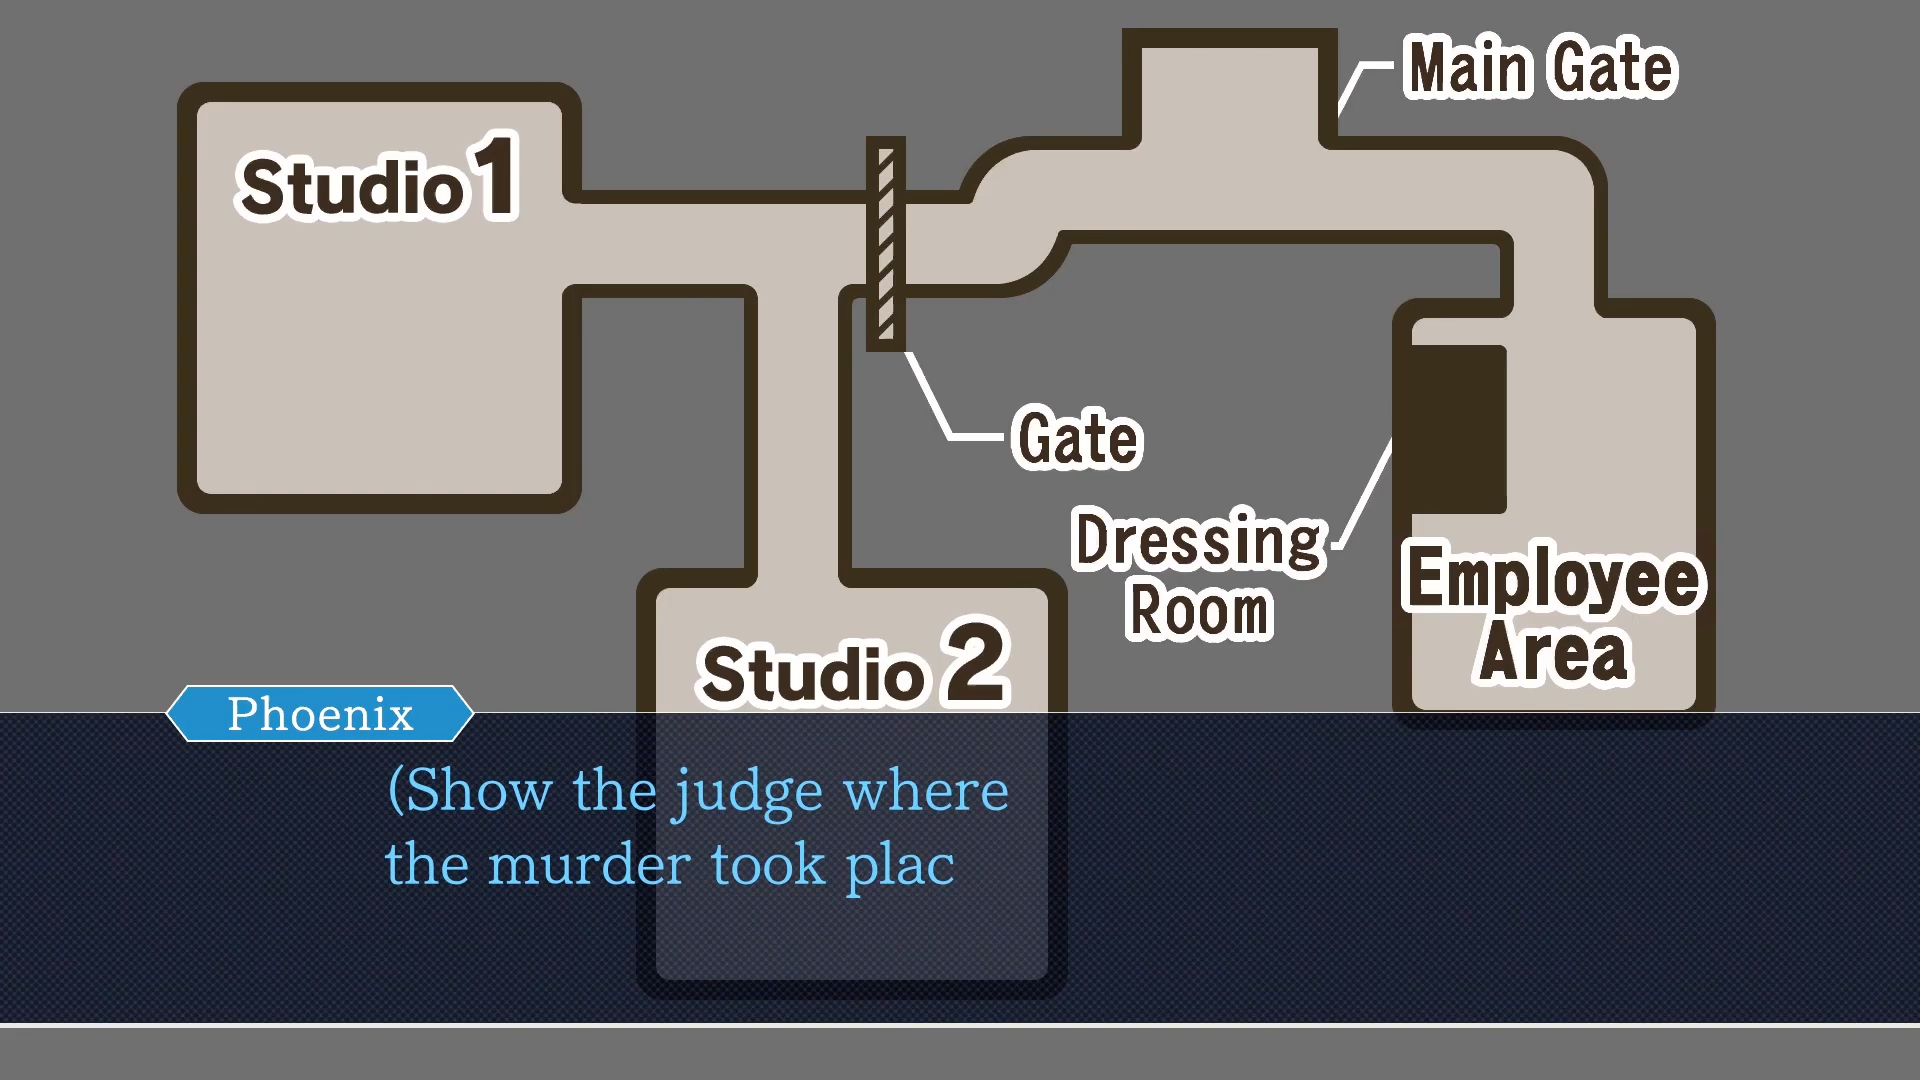 Main Gate
Studio 1
Gate
Dressing
Room
Employee
Area
Studio 2
Phoenix
(Show the judge where
the murder took plac